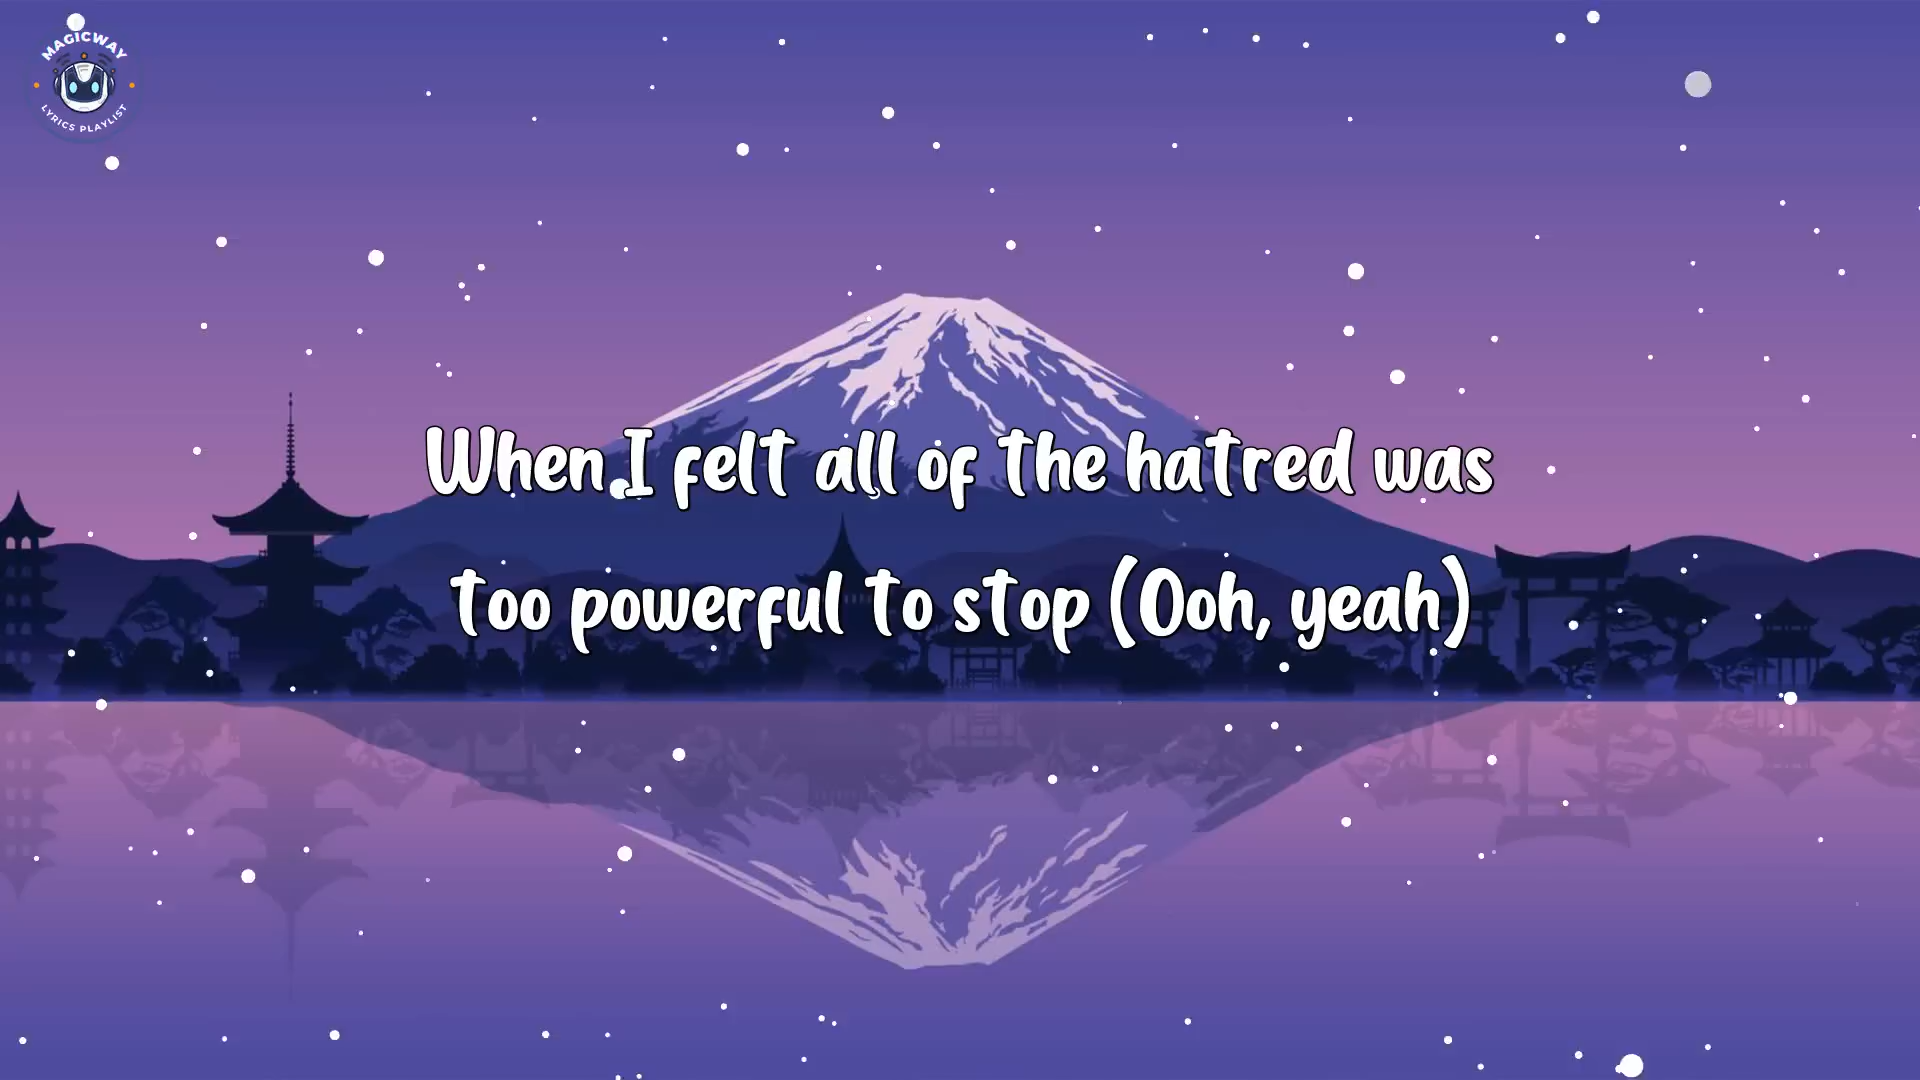 MAGICWAY
LYRICS PLAYLIST
When I felt all of the hatred was
too powerful to stop (Ooh, yeah)